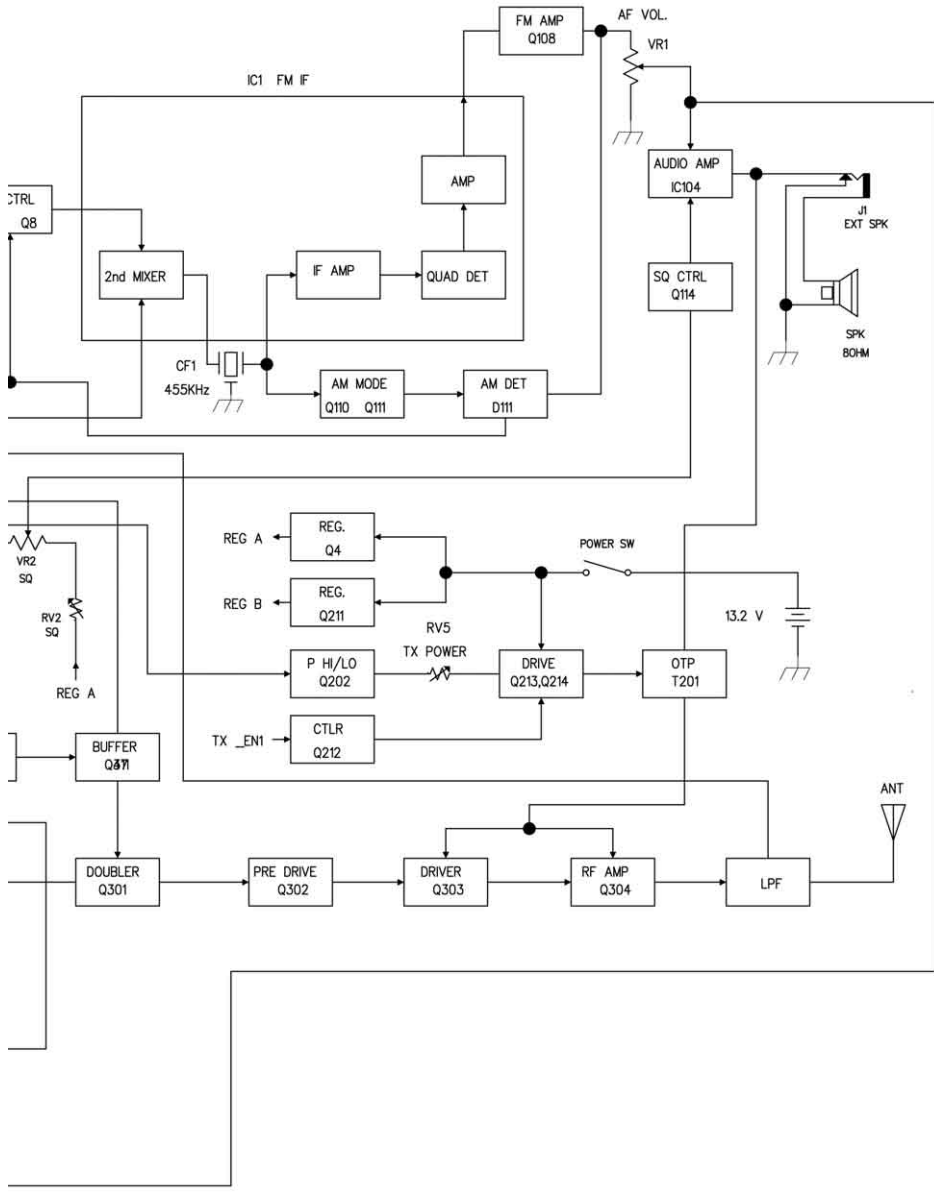 FM AMP
Q108
AF VOL.
VR1
IC1 FM IF
AUDIO AMP
IC104
AMP
CTRL
Q8
J1
EXT SPK
2nd MIXER
IF AMP
QUAD DET
SQ CTRL
Q114
SPK
8OHM
CF1
455KHz
AM MODE
Q110 Q111
AM DET
D111
REG A
REG.
Q4
POWER SW
VR2
SQ
REG B
REG.
Q211
13.2 V
RV2
SQ
RV5
TX POWER
P HI/LO
Q202
DRIVE
Q213,Q214
OTP
T201
REG A
TX _EN1
CTLR
Q212
BUFFER
ANT
DOUBLER
Q301
PRE DRIVE
Q302
DRIVER
Q303
RF AMP
Q304
LPF